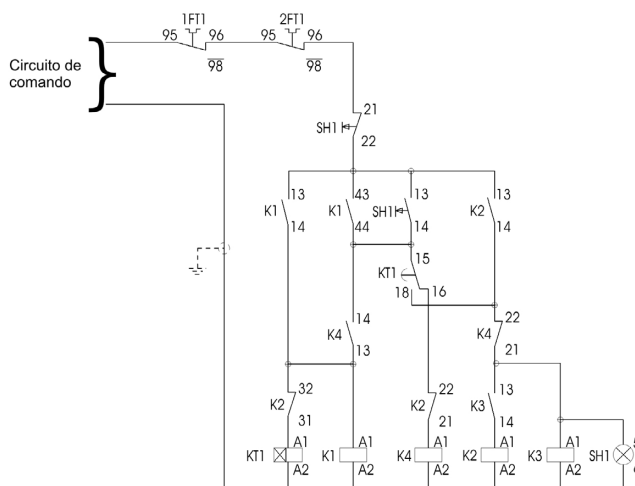 1FT1 2FT1
95 96 95 96
98 98
Circuito de
comando
21
SH1
22
13 43 13 13
K1 K1 SH1 K2
14 44 14 14
15
KT1
18 16
14 22
K4 K4
13 21
32 22 13
K2 K2 K3
31 21 14
A1 A1 A1 A1 A1
KT1 K1 K4 K2 K3 SH1
A2 A2 A2 A2 A2